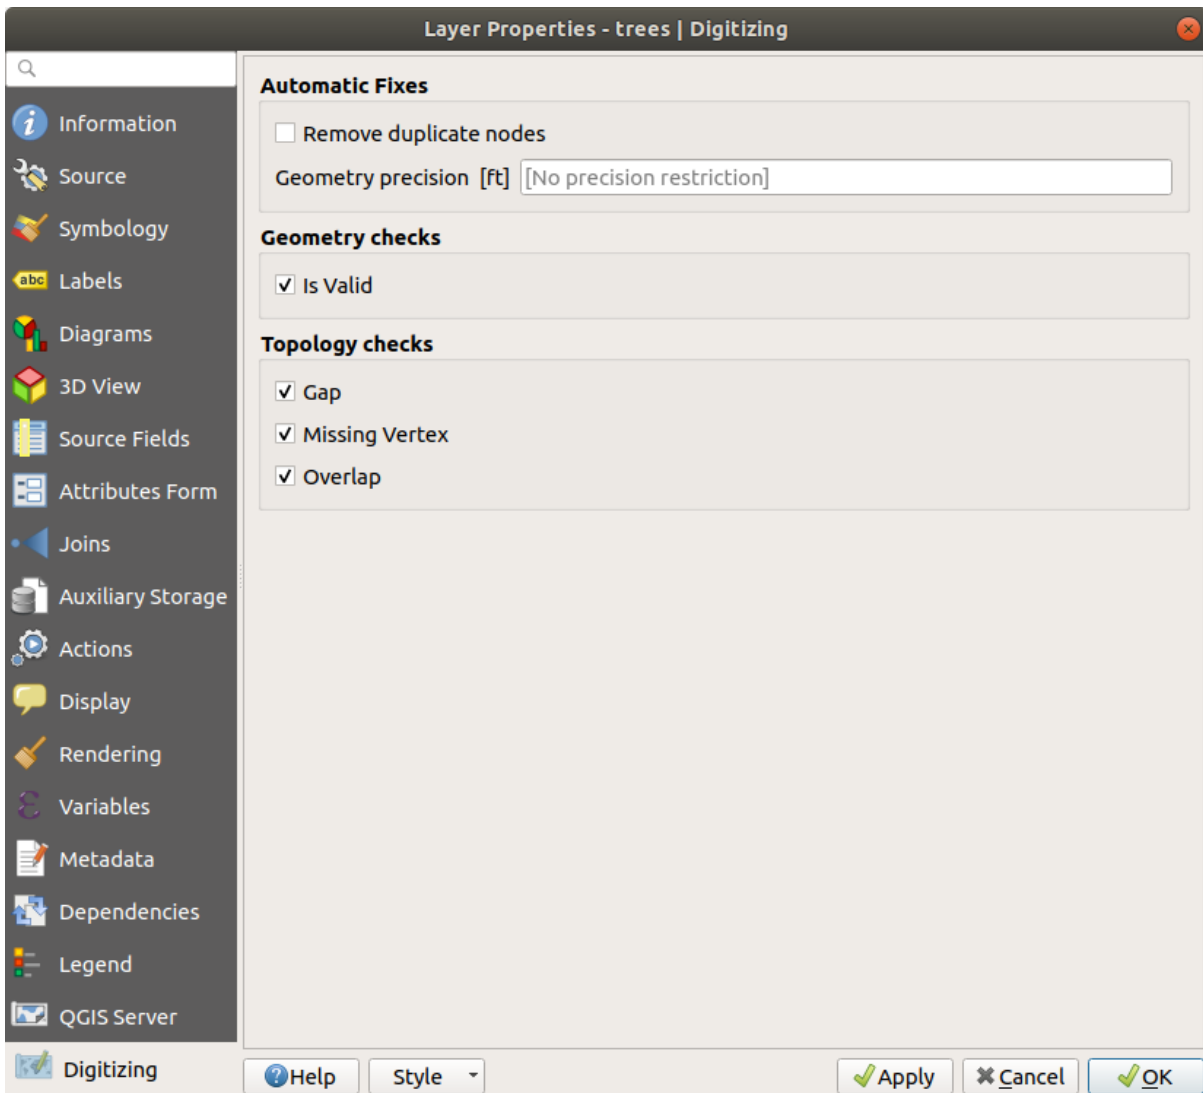 Layer Properties - trees | Digitizing
Information
Source
Symbology
abc Labels
Diagrams
3D View
Source Fields
Attributes Form
Joins
Auxiliary Storage
Actions
Display
Rendering
Variables
Metadata
Dependencies
Legend
QGIS Server
Digitizing
Automatic Fixes
Remove duplicate nodes
Geometry precision [ft] [No precision restriction]
Geometry checks
Is Valid
Topology checks
Gap
Missing Vertex
Overlap
Help Style Apply Cancel OK